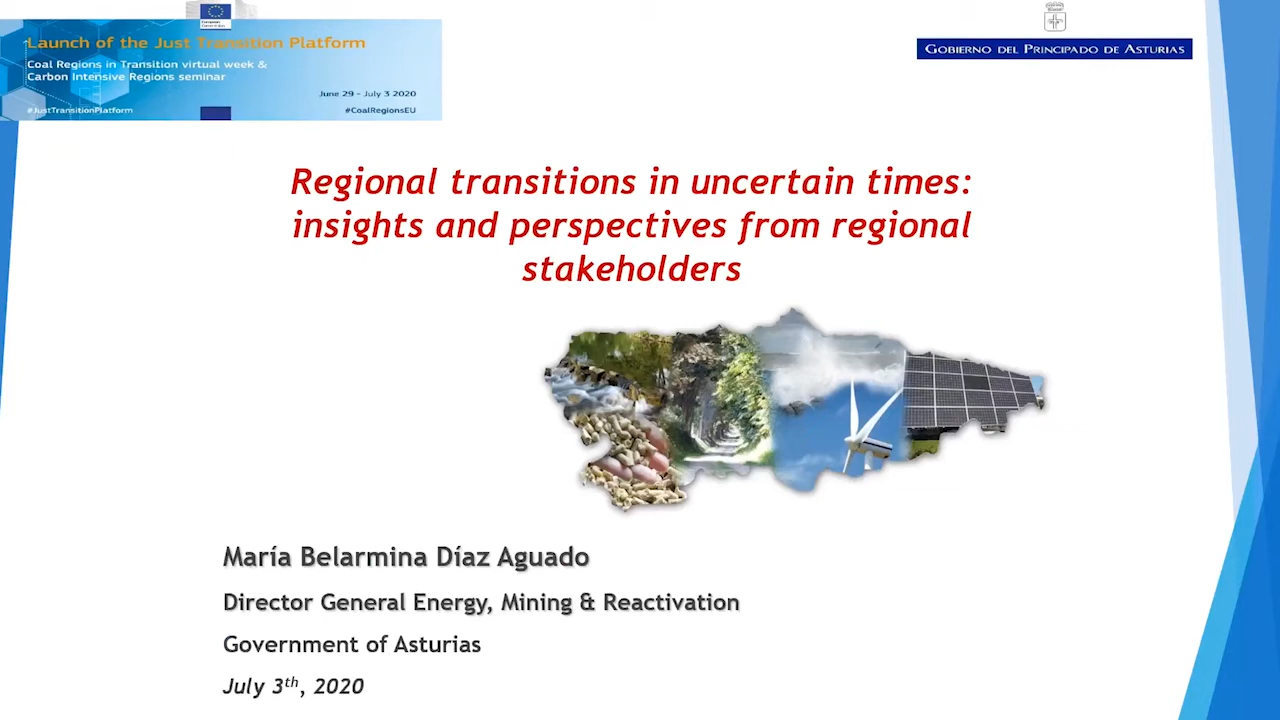 European
Commission
Launch of the Just Transition Platform
Coal Regions in Transition virtual week &
Carbon Intensive Regions seminar
June 29 - July 3 2020
#JustTransitionPlatform
#CoalRegionsEU
GOBIERNO DEL PRINCIPADO DE ASTURIAS
Regional transitions in uncertain times:
insights and perspectives from regional
stakeholders
María Belarmina Díaz Aguado
Director General Energy, Mining & Reactivation
Government of Asturias
July 3th, 2020